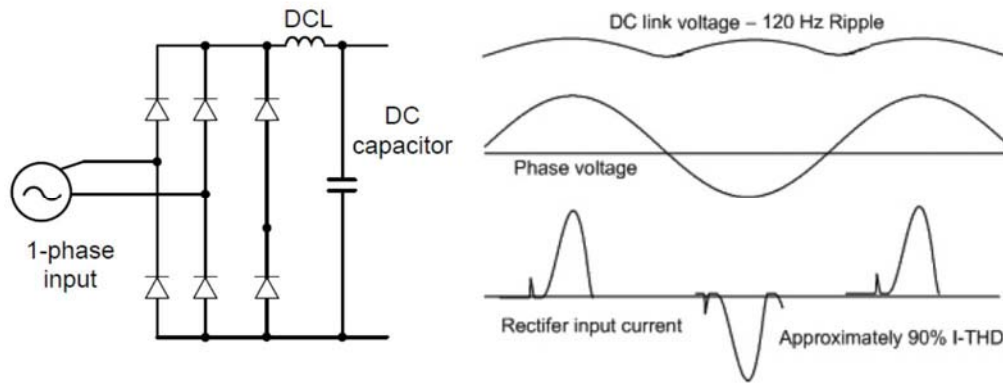 DCL
DC
capacitor
1-phase
input
DC link voltage – 120 Hz Ripple
Phase voltage
Rectifer input current
Approximately 90% I-THD